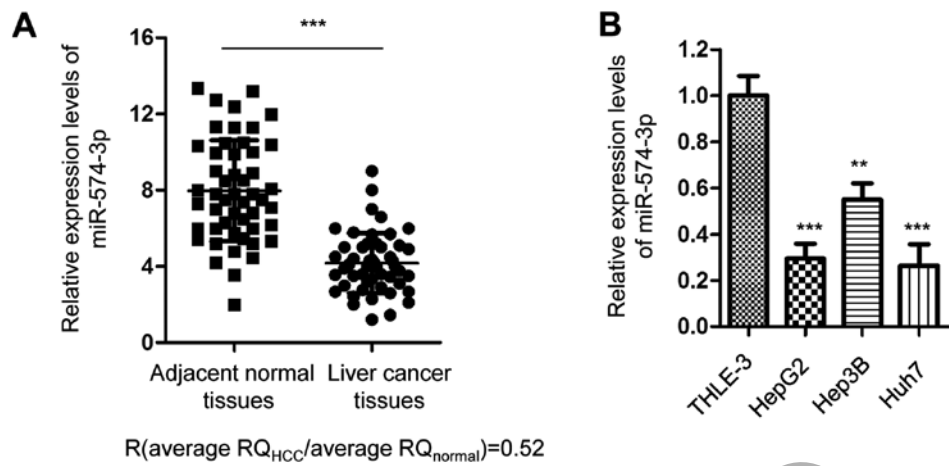 A
Relative expression levels of
miR-574-3p
16
12
8
4
0
***
Adjacent normal
tissues
Liver cancer
tissues
R(average RQHCC/average RQnormal)=0.52
B
Relative expression levels
of miR-574-3p
1.2
1.0
0.8
0.6
0.4
0.2
0.0
***
**
***
THLE-3
HepG2
Hep3B
Huh7